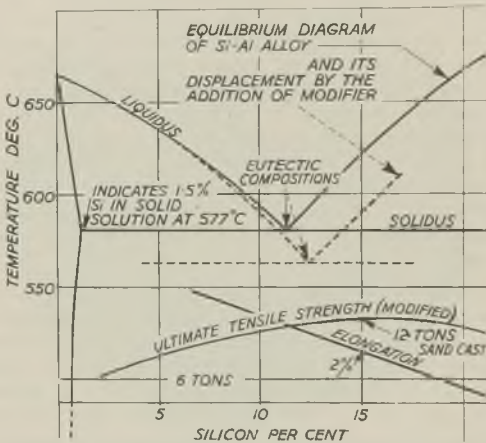 EQUILIBRIUM DIAGRAM
OF Si-Al ALLOY
AND ITS
DISPLACEMENT BY THE
ADDITION OF MODIFIER
TEMPERATURE DEG. C
650
600
550
LIQUIDUS
EUTECTIC
COMPOSITIONS
INDICATES 1·5%
Si IN SOLID
SOLUTION AT 577°C
SOLIDUS
ULTIMATE TENSILE STRENGTH (MODIFIED)
12 TONS
SAND CAST
ELONGATION
2%
6 TONS
5
10
15
SILICON PER CENT